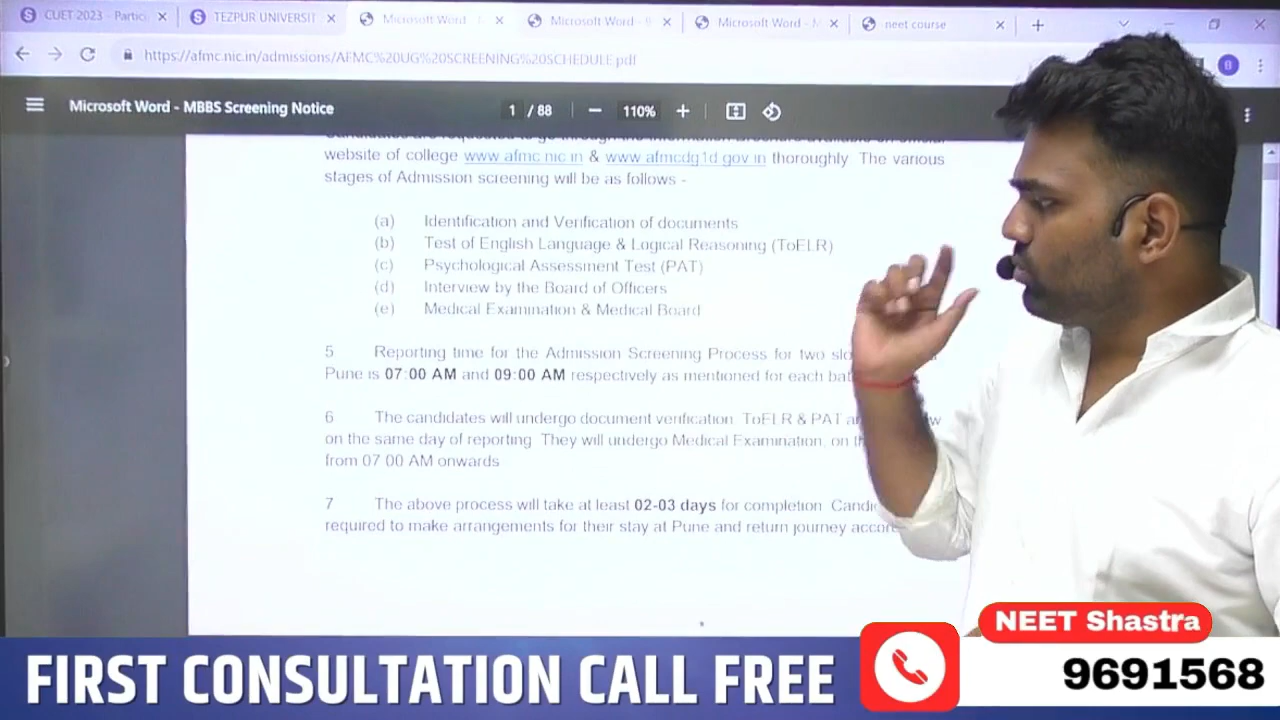 CUET 2023 - Partici
TEZPUR UNIVERSIT
Microsoft Word
Microsoft Word -
Microsoft Word -
neet course
https://afmc.nic.in/admissions/AFMC%20UG%20SCREENING%20SCHEDULE.pdf
B
Microsoft Word - MBBS Screening Notice
1 / 88
110%
website of college www afmc nic in & www afmcdg1d gov in thoroughly The various
stages of Admission screening will be as follows -
(a) Identification and Verification of documents
(b) Test of English Language & Logical Reasoning (ToELR)
(c) Psychological Assessment Test (PAT)
(d) Interview by the Board of Officers
(e) Medical Examination & Medical Board
5 Reporting time for the Admission Screening Process for two slo
Pune is 07:00 AM and 09:00 AM respectively as mentioned for each bat
6 The candidates will undergo document verification ToELR & PAT an
on the same day of reporting They will undergo Medical Examination, on th
from 07 00 AM onwards
7 The above process will take at least 02-03 days for completion Candi
required to make arrangements for their stay at Pune and return journey accor
NEET Shastra
FIRST CONSULTATION CALL FREE
9691568